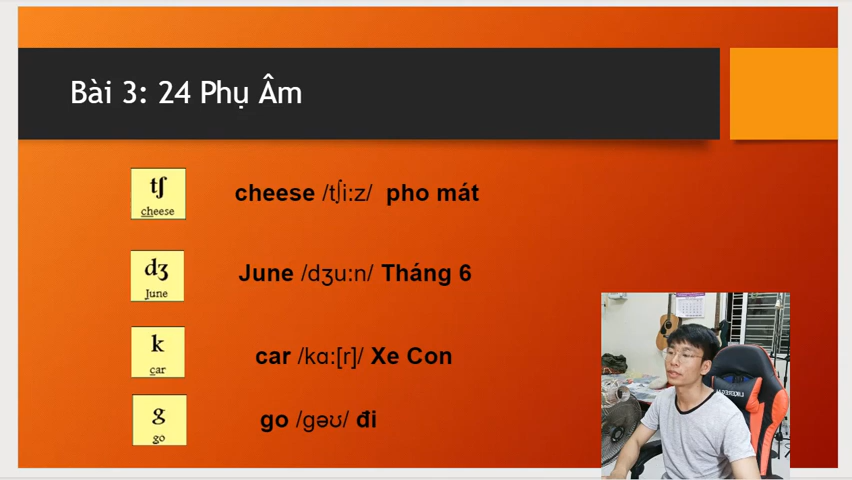 Bài 3: 24 Phụ Âm
tʃ
cheese
cheese /tʃi:z/ pho mát
dʒ
June
June /dʒu:n/ Tháng 6
k
car
car /kɑ:[r]/ Xe Con
g
go
go /gəʊ/ đi